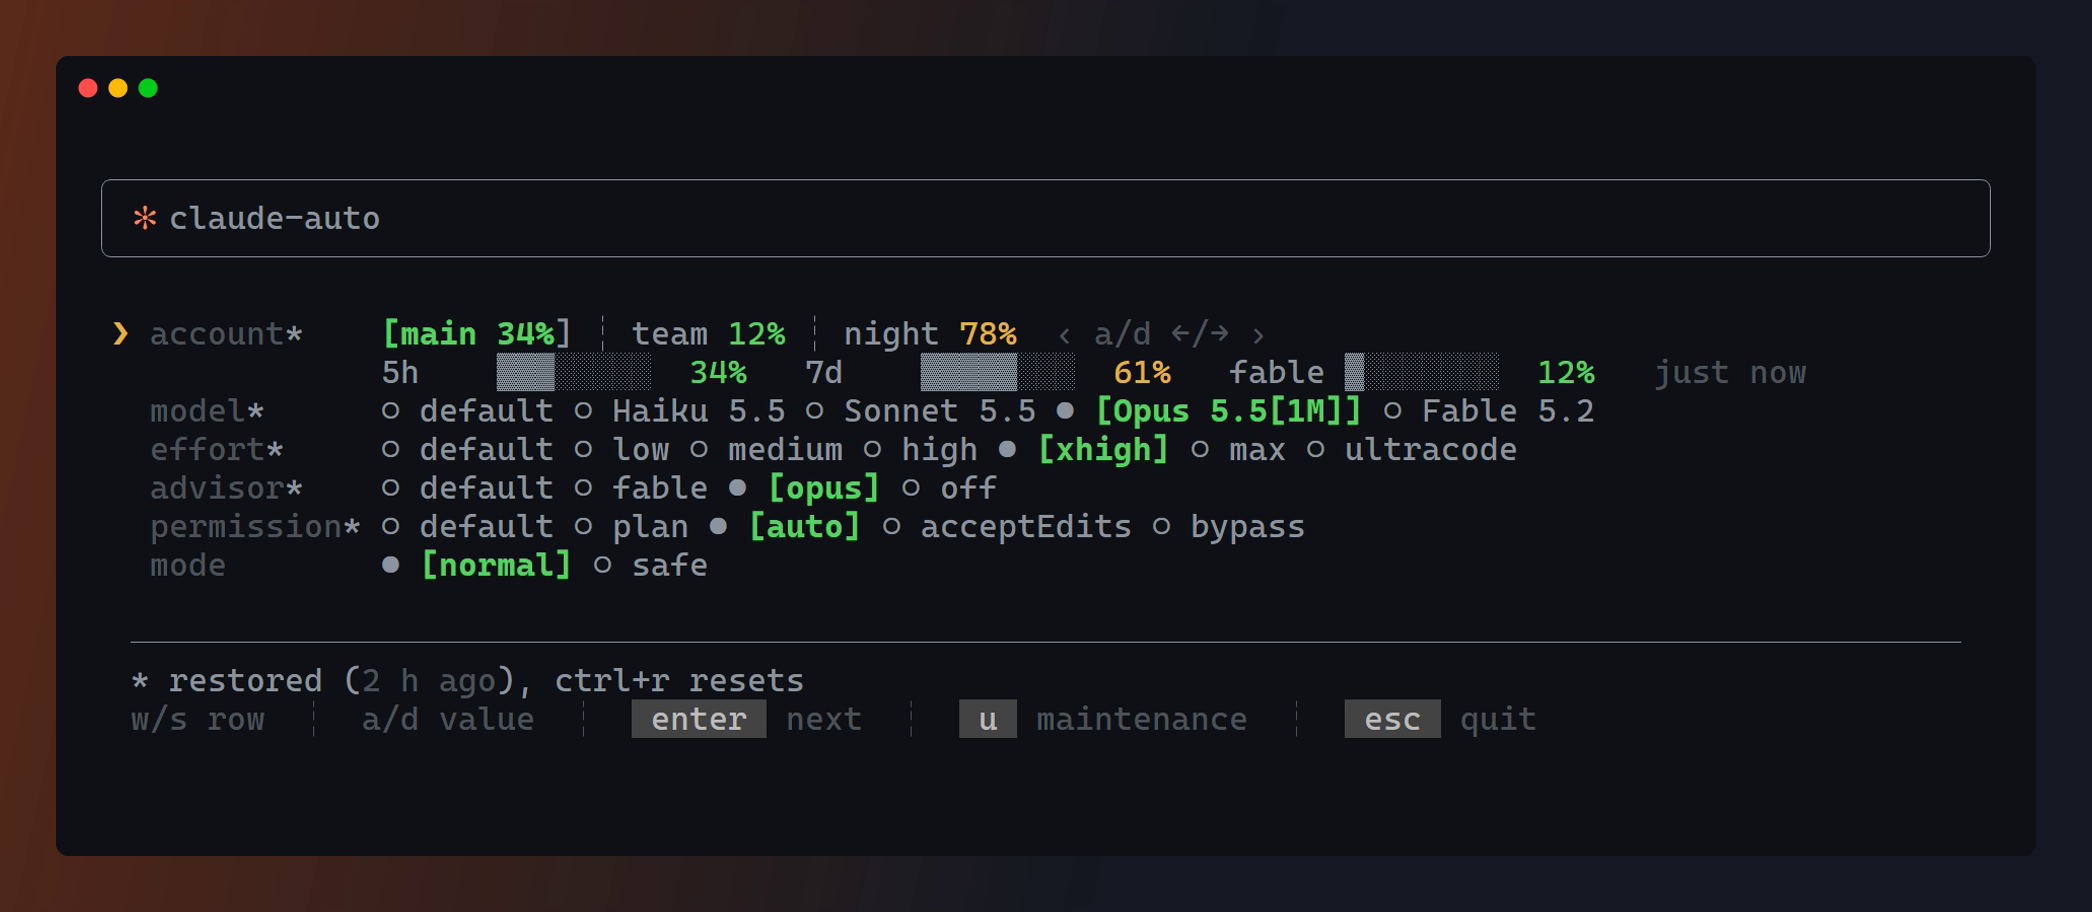 ✻ claude-auto
❯ account* [main 34%] ┆ team 12% ┆ night 78% ‹ a/d ←/→ ›
5h ▓▓▓░░░░░ 34% 7d ▓▓▓▓▓░░░ 61% fable ▓░░░░░░░ 12% just now
model* ○ default ○ Haiku 5.5 ○ Sonnet 5.5 ● [Opus 5.5[1M]] ○ Fable 5.2
effort* ○ default ○ low ○ medium ○ high ● [xhigh] ○ max ○ ultracode
advisor* ○ default ○ fable ● [opus] ○ off
permission* ○ default ○ plan ● [auto] ○ acceptEdits ○ bypass
mode ● [normal] ○ safe
* restored (2 h ago), ctrl+r resets
w/s row ┆ a/d value ┆ enter next ┆ u maintenance ┆ esc quit